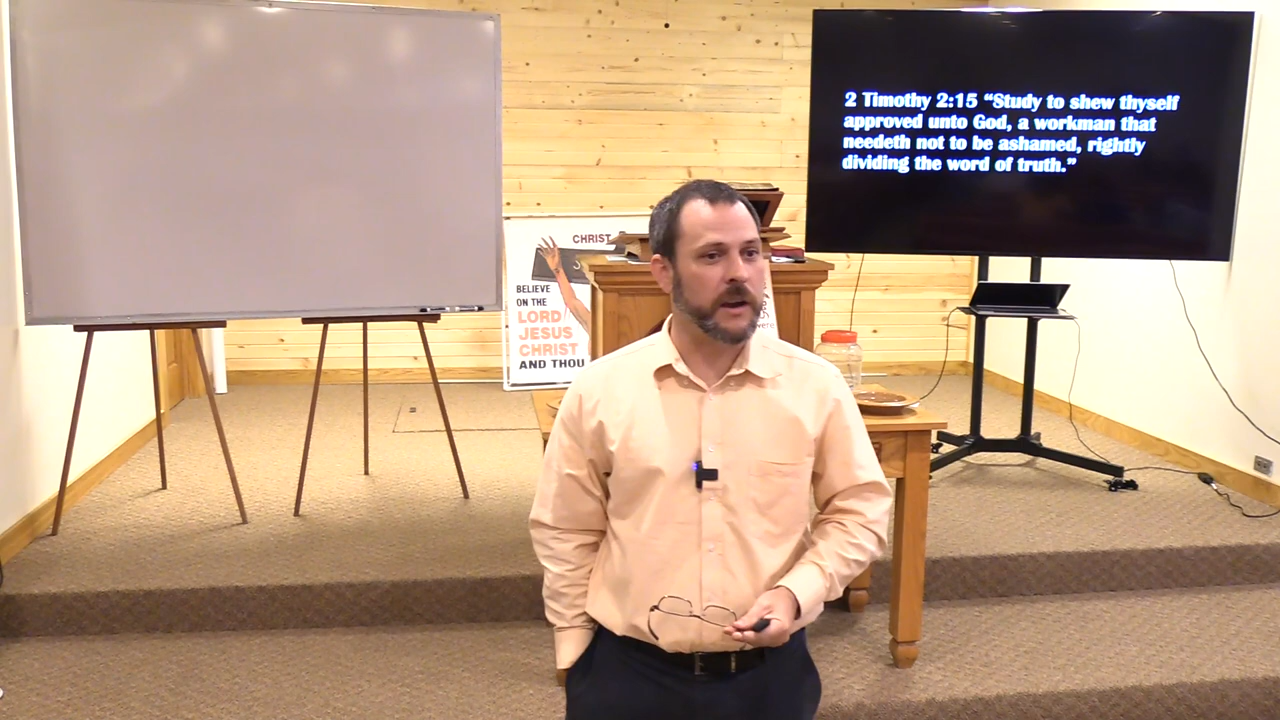 2 Timothy 2:15 “Study to shew thyself
approved unto God, a workman that
needeth not to be ashamed, rightly
dividing the word of truth.”
CHRIST
BELIEVE
ON THE
LORD
JESUS
CHRIST
AND THOU
were